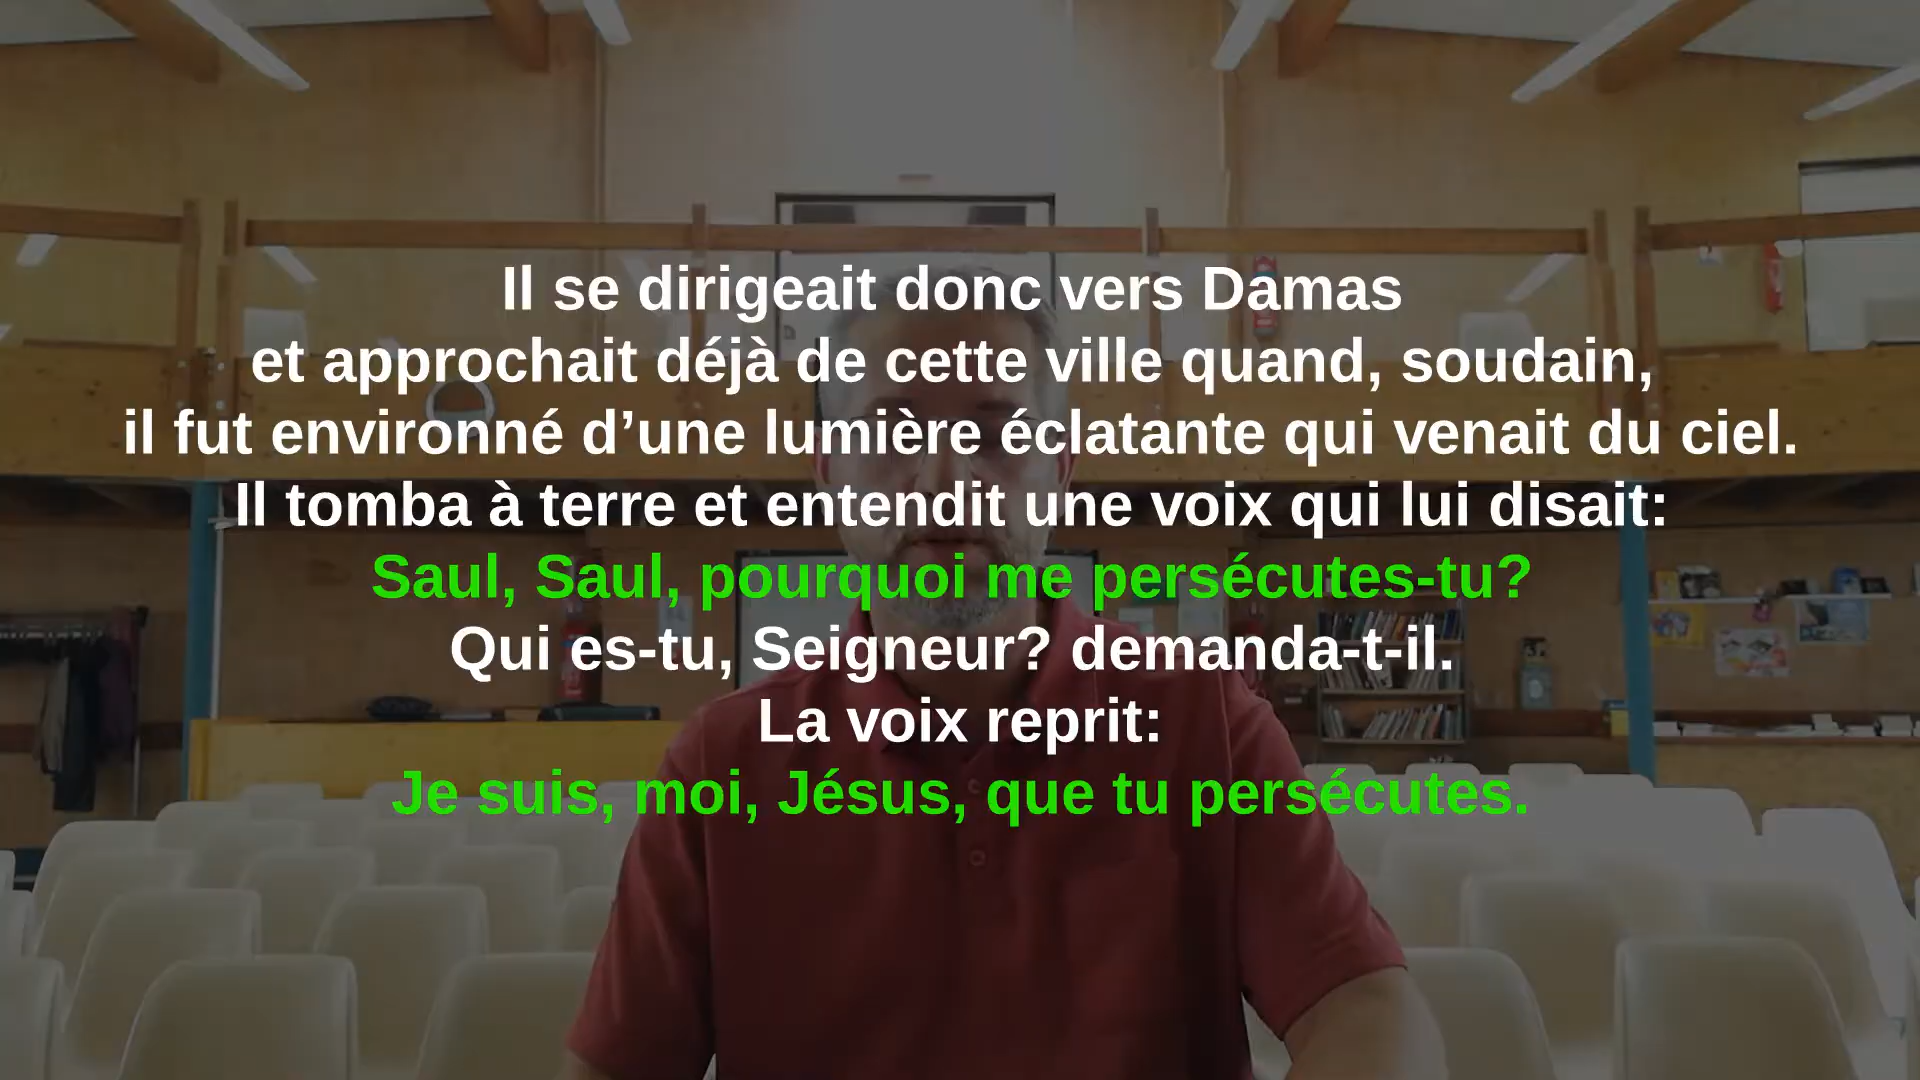 Il se dirigeait donc vers Damas
et approchait déjà de cette ville quand, soudain,
il fut environné d’une lumière éclatante qui venait du ciel.
Il tomba à terre et entendit une voix qui lui disait:
Saul, Saul, pourquoi me persécutes-tu?
Qui es-tu, Seigneur? demanda-t-il.
La voix reprit:
Je suis, moi, Jésus, que tu persécutes.